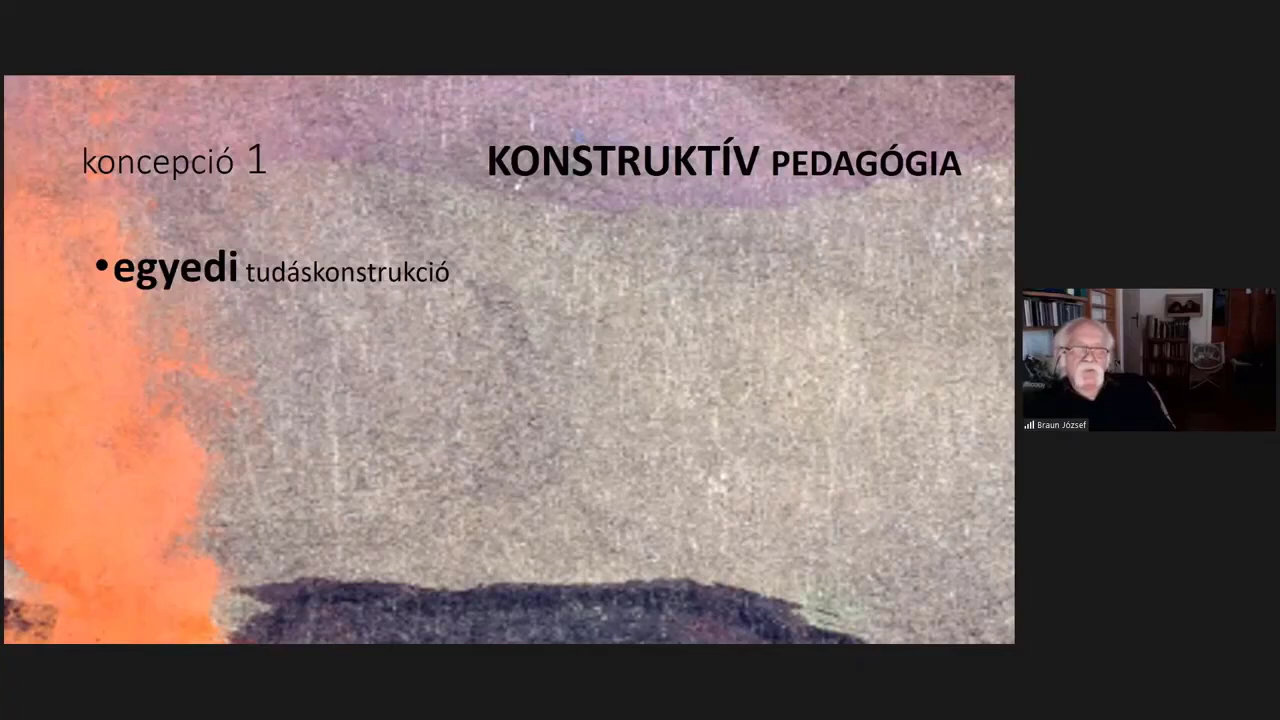 koncepció 1
KONSTRUKTÍV PEDAGÓGIA
•egyedi tudáskonstrukció
Braun József